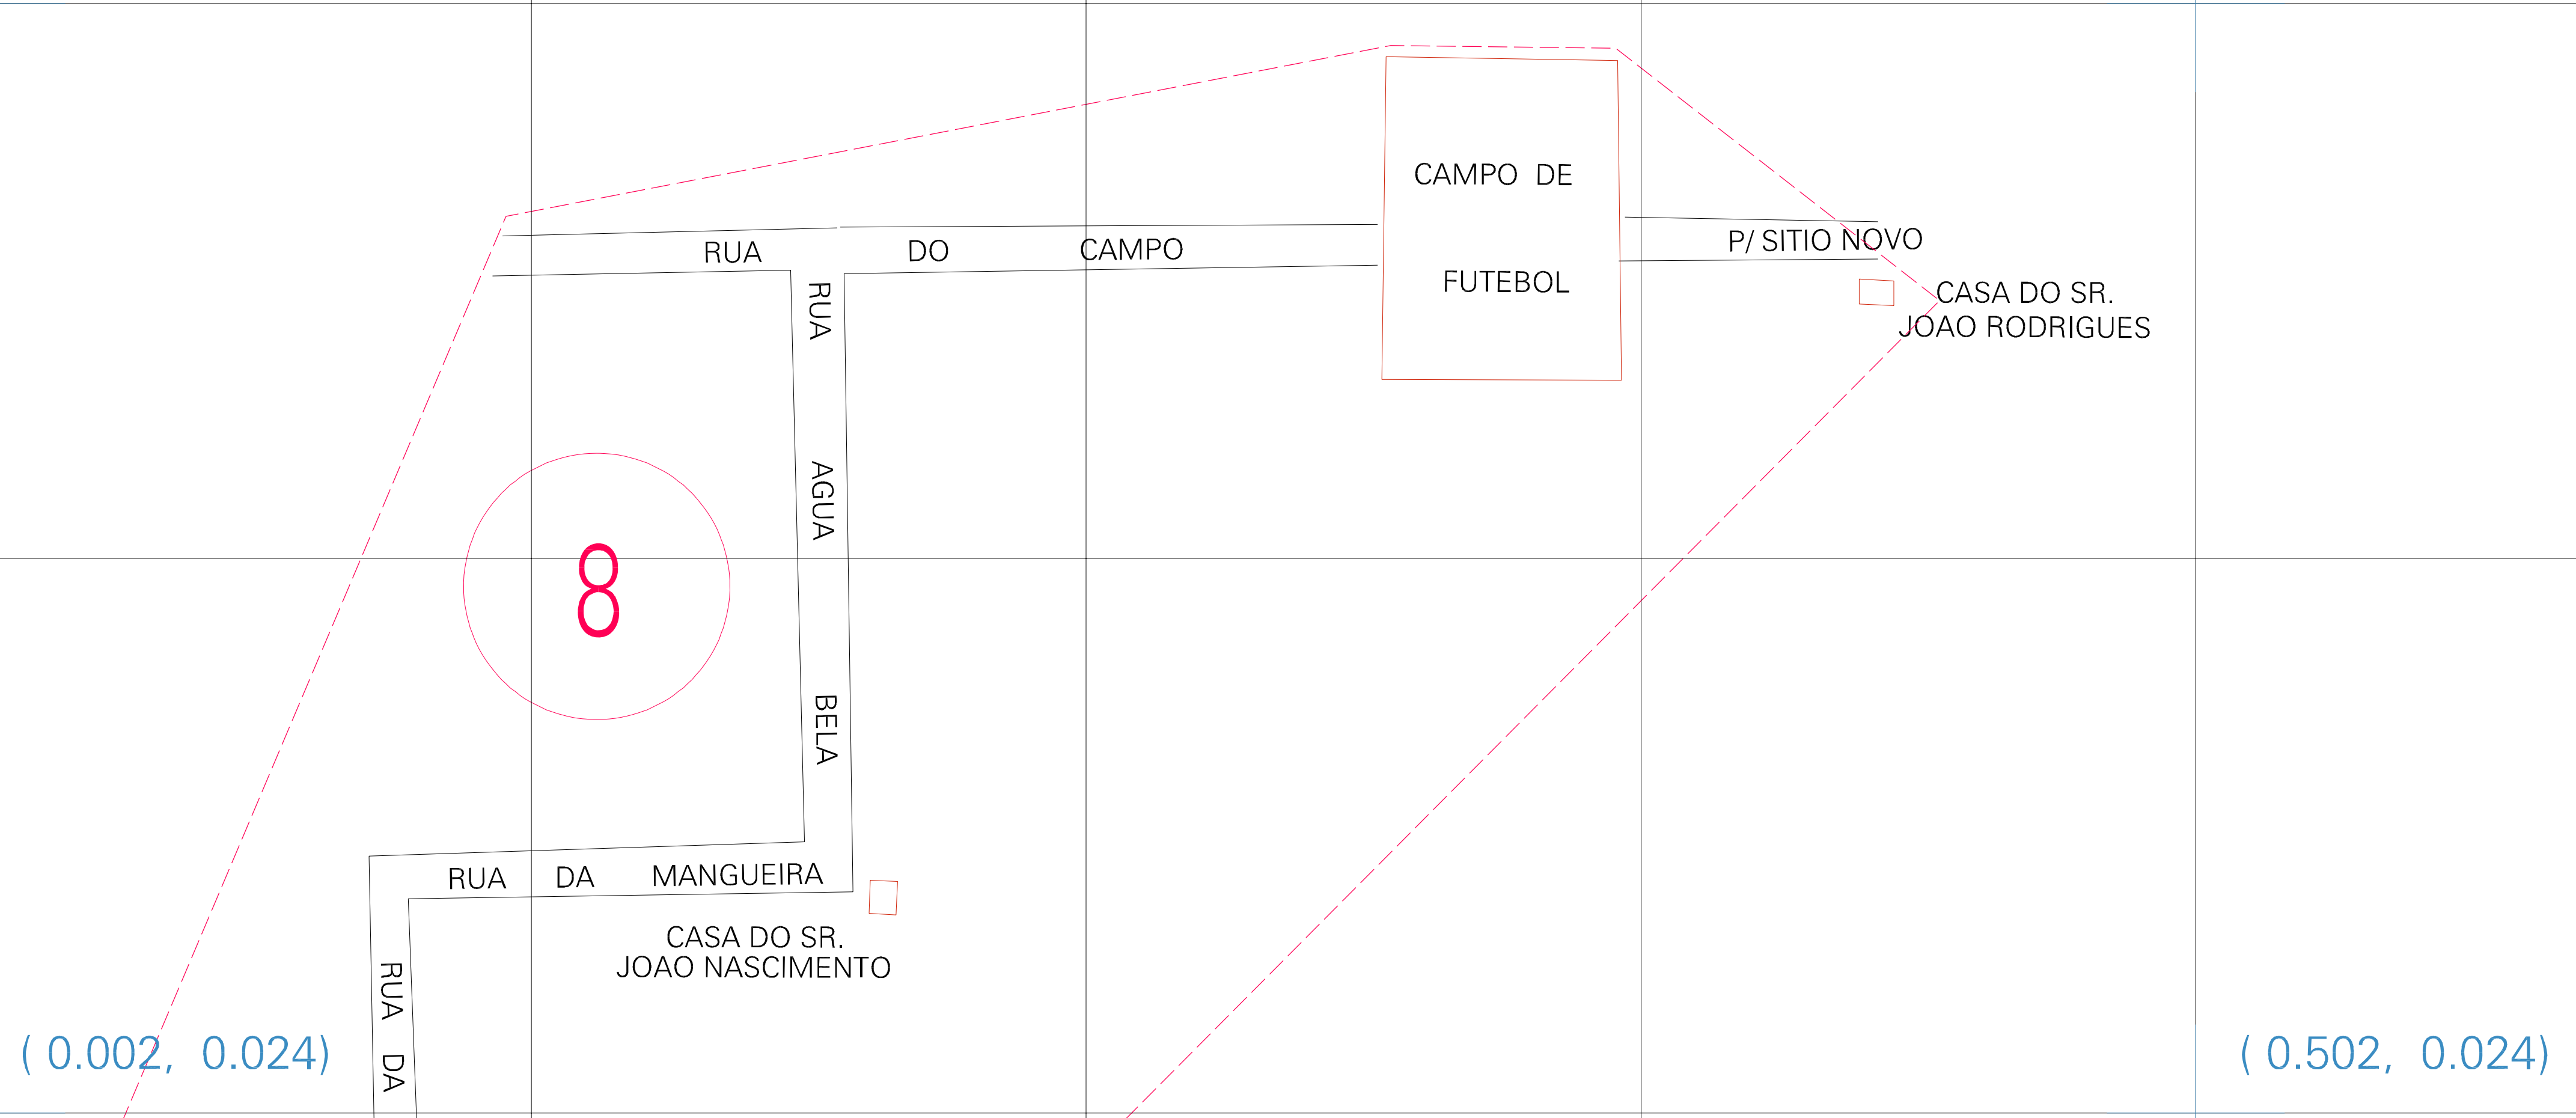 CAMPO DE
FUTEBOL
RUA DO CAMPO
P/ SITIO NOVO
CASA DO SR.
JOAO RODRIGUES
RUA AGUA BELA
8
RUA DA MANGUEIRA
CASA DO SR.
JOAO NASCIMENTO
RUA DA
( 0.002, 0.024)
( 0.502, 0.024)